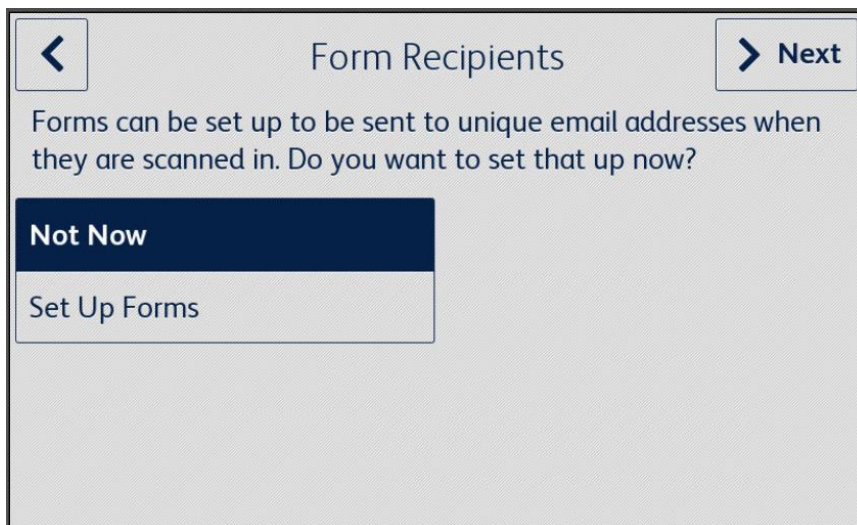 Form Recipients
Next
Forms can be set up to be sent to unique email addresses when
they are scanned in. Do you want to set that up now?
Not Now
Set Up Forms